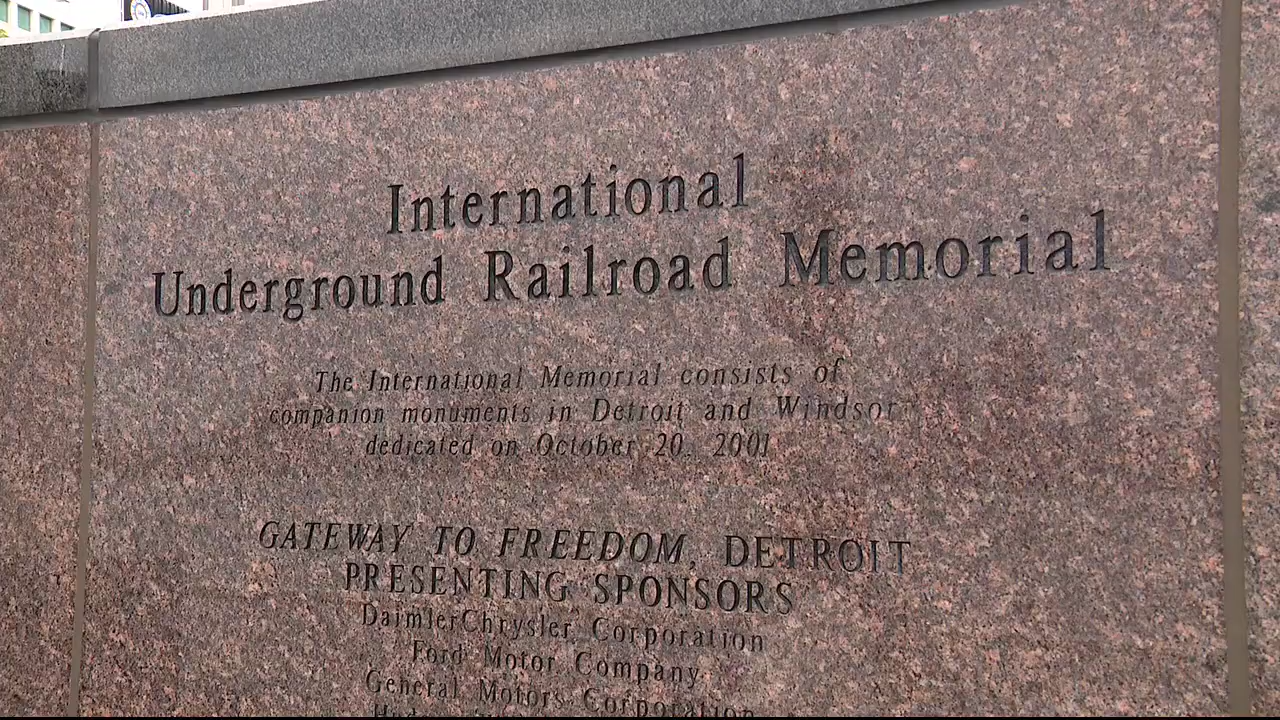 International
Underground Railroad Memorial
The International Memorial consists of
companion monuments in Detroit and Windsor
dedicated on October 20, 2001
GATEWAY TO FREEDOM, DETROIT
PRESENTING SPONSORS
DaimlerChrysler Corporation
Ford Motor Company
General Motors Corporation